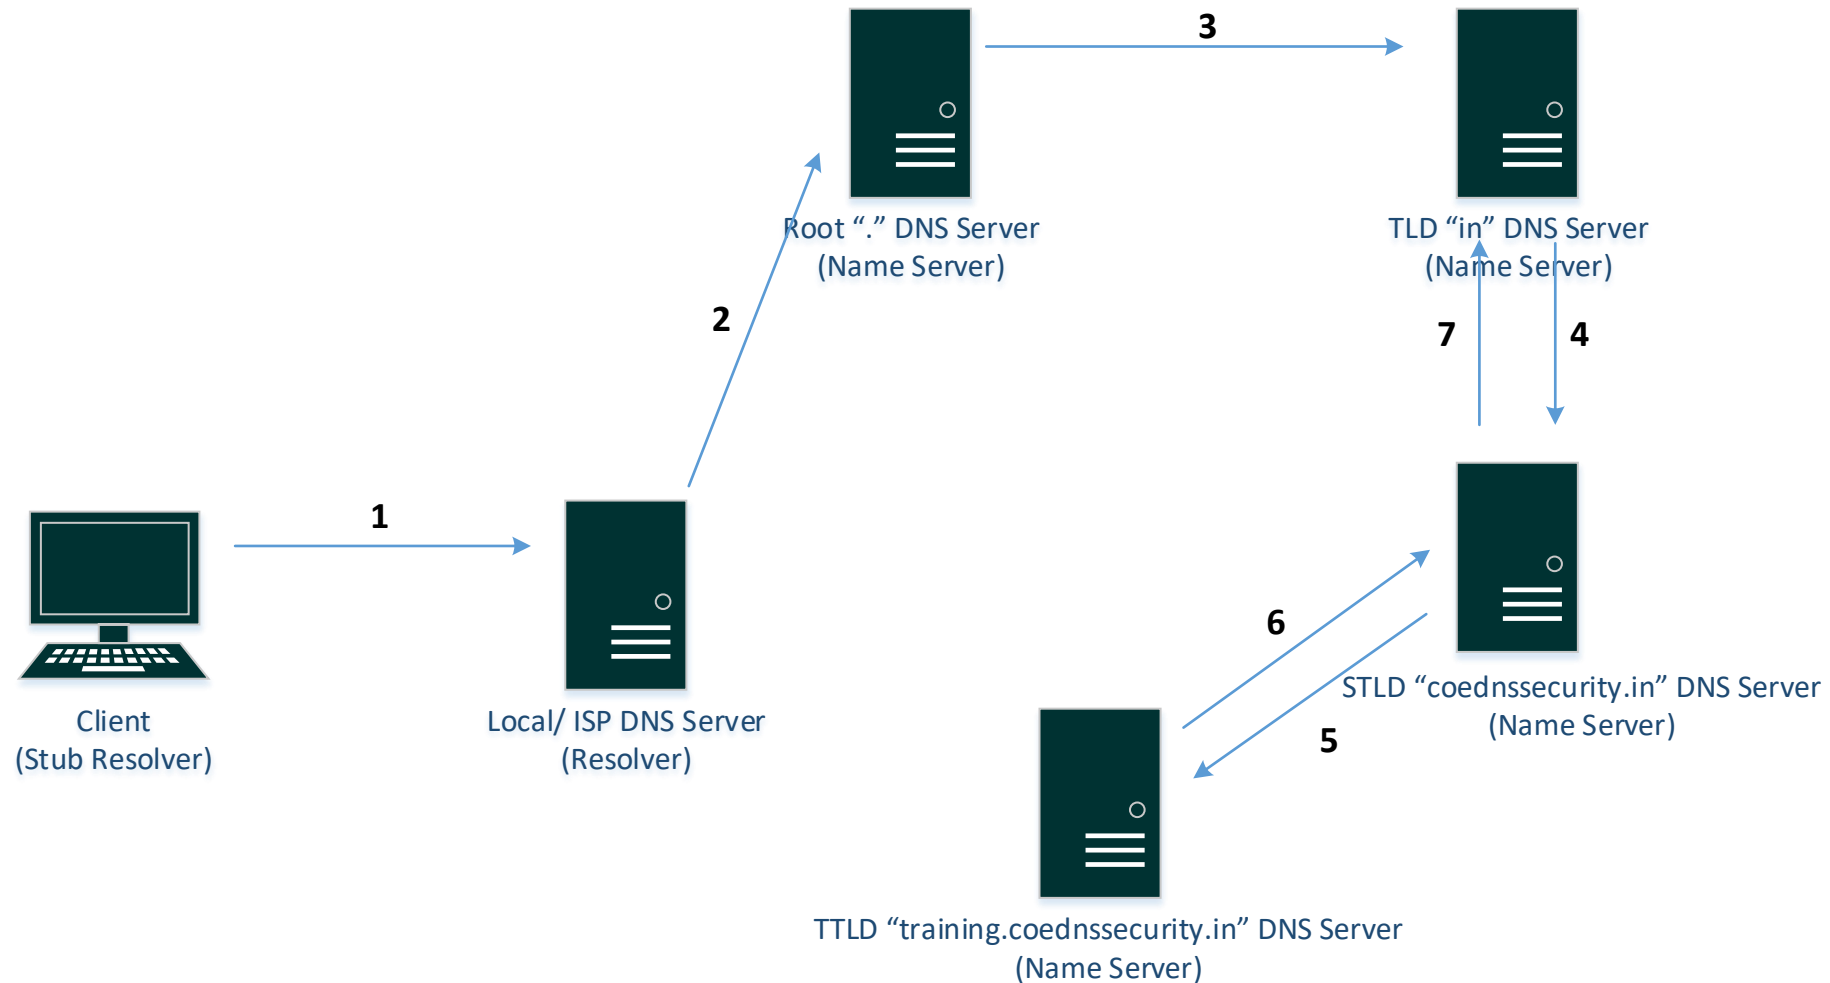 3
Root “.” DNS Server
(Name Server)
TLD “in” DNS Server
(Name Server)
2
7
4
1
Client
(Stub Resolver)
Local/ ISP DNS Server
(Resolver)
6
5
STLD “coednssecurity.in” DNS Server
(Name Server)
TTLD “training.coednssecurity.in” DNS Server
(Name Server)